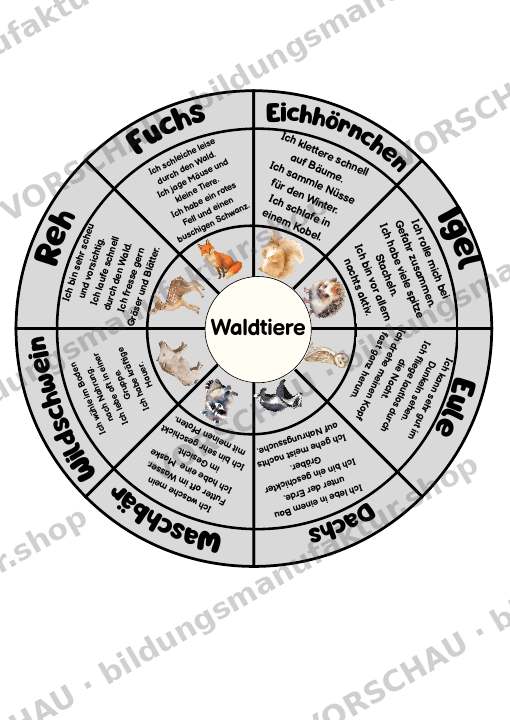 Waldtiere
Eichhörnchen
Ich klettere schnell
auf Bäume.
Ich sammle Nüsse
für den Winter.
Ich schlafe in
einem Kobel.
Igel
Ich rolle mich bei
Gefahr zusammen.
Ich habe viele spitze
Stacheln.
Ich bin vor allem
nachts aktiv.
Eule
Ich kann sehr gut im
Dunkeln sehen.
Ich fliege lautlos durch
die Nacht.
Ich drehe meinen Kopf
fast ganz herum.
Dachs
Ich lebe in einem Bau
unter der Erde.
Ich bin ein geschickter
Gräber.
Ich gehe meist nachts
auf Nahrungssuche.
Waschbär
Ich wasche mein
Futter oft im Wasser.
Ich habe eine Maske
im Gesicht.
Ich bin sehr geschickt
mit meinen Pfoten.
Wildschwein
Ich wühle im Boden
nach Nahrung.
Ich lebe oft in einer
Gruppe.
Ich habe kräftige
Hauer.
Reh
Ich bin sehr scheu
und vorsichtig.
Ich laufe schnell
durch den Wald.
Ich fresse gern
Gräser und Blätter.
Fuchs
Ich schleiche leise
durch den Wald.
Ich jage Mäuse und
kleine Tiere.
Ich habe ein rotes
Fell und einen
buschigen Schwanz.
VORSCHAU · bildungsmanufaktur.shop